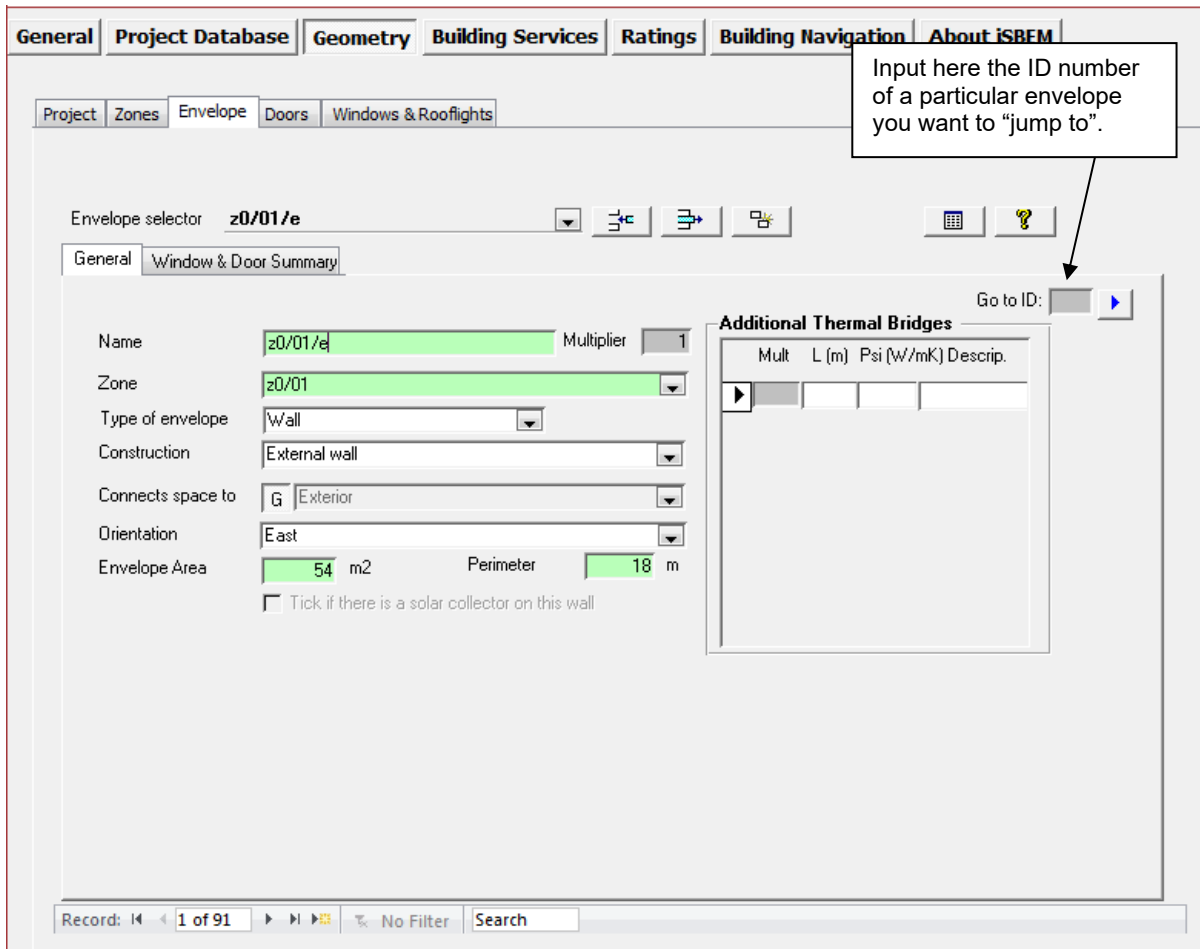 General Project Database Geometry Building Services Ratings Building Navigation About iSBEM
Input here the ID number
of a particular envelope
you want to “jump to”.
Project Zones Envelope Doors Windows & Rooflights
Envelope selector z0/01/e
General Window & Door Summary
Go to ID:
Name z0/01/e Multiplier 1
Additional Thermal Bridges
Mult L (m) Psi (W/mK) Descrip.
Zone z0/01
Type of envelope Wall
Construction External wall
Connects space to G Exterior
Orientation East
Envelope Area 54 m2 Perimeter 18 m
Tick if there is a solar collector on this wall
Record: 1 of 91 No Filter Search